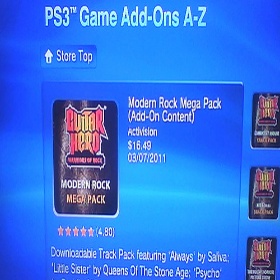 PS3™ Game Add-Ons A-Z
Store Top
Modern Rock Mega Pack
(Add-On Content)
Activision
$16.49
03/07/2011
GUITAR
HERO
WARRIORS OF ROCK
MODERN ROCK
MEGA PACK
(4.80)
Downloadable Track Pack featuring 'Always' by Saliva;
'Little Sister' by Queens Of The Stone Age; 'Psycho'